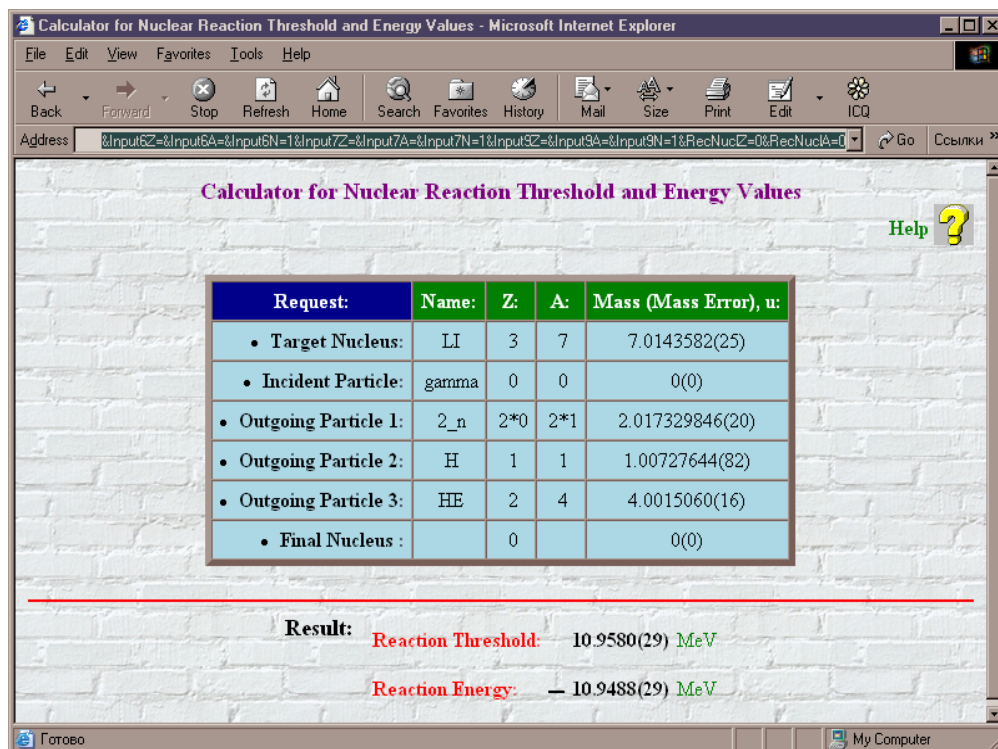 Calculator for Nuclear Reaction Threshold and Energy Values - Microsoft Internet Explorer
File Edit View Favorites Tools Help
Back Forward Stop Refresh Home Search Favorites History Mail Size Print Edit ICQ
Address &Input6Z=&Input6A=&Input6N=1&Input7Z=&Input7A=&Input7N=1&Input9Z=&Input9A=&Input9N=1&RecNuclZ=0&RecNuclA=0 Go Ссылки »
Calculator for Nuclear Reaction Threshold and Energy Values
Help ?
Request: Name: Z: A: Mass (Mass Error), u:
• Target Nucleus: LI 3 7 7.0143582(25)
• Incident Particle: gamma 0 0 0(0)
• Outgoing Particle 1: 2_n 2*0 2*1 2.017329846(20)
• Outgoing Particle 2: H 1 1 1.00727644(82)
• Outgoing Particle 3: HE 2 4 4.0015060(16)
• Final Nucleus : 0 0(0)
Result: Reaction Threshold: 10.9580(29) MeV
Reaction Energy: — 10.9488(29) MeV
Готово My Computer